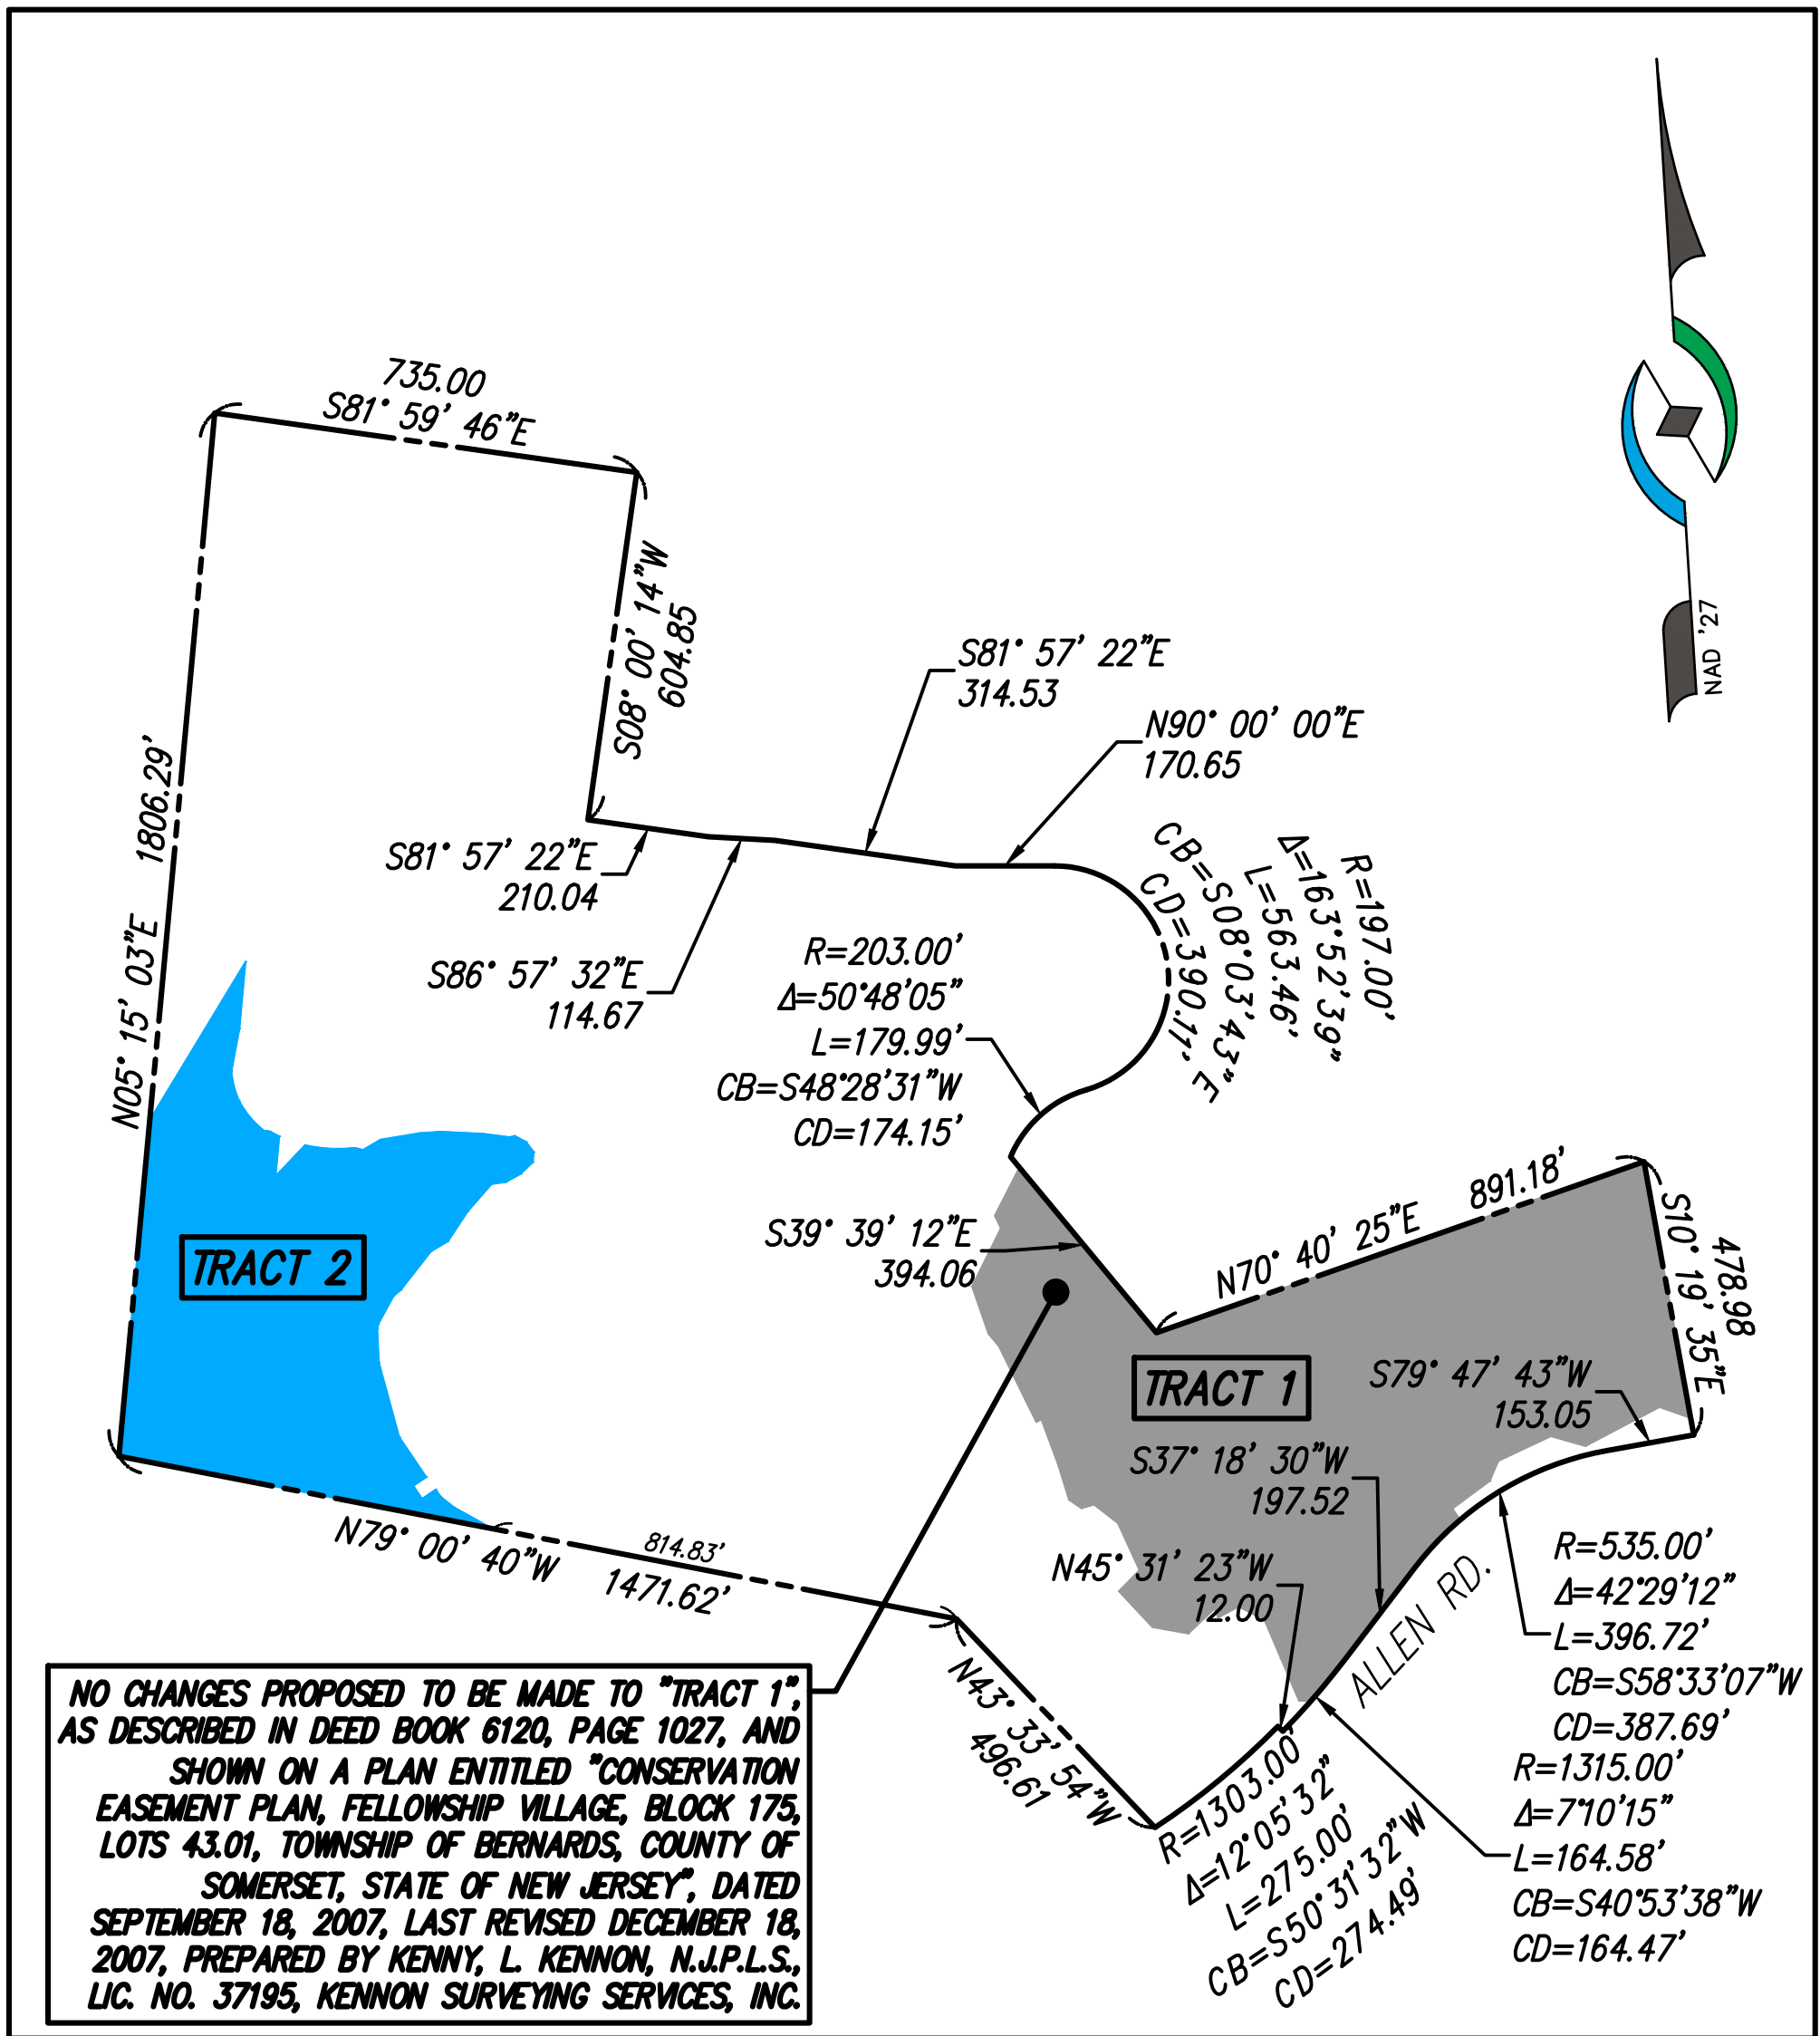 735.00
S81° 59' 46"E
S08° 00' 14"W
604.85
S81° 57' 22"E
314.53
N90° 00' 00"E
170.65
NAD '27
1806.29'
N05° 15' 03"E
S81° 57' 22"E
210.04
S86° 57' 32"E
114.67
R=197.00'
Δ=163°52'39"
L=563.46'
CB=S08°03'43"E
CD=390.11'
R=203.00'
Δ=50°48'05"
L=179.99'
CB=S48°28'31"W
CD=174.15'
S39° 39' 12"E
394.06
N70° 40' 25"E 891.18'
478.98
S10° 19' 35"E
TRACT 2
TRACT 1
S79° 47' 43"W
153.05
S37° 18' 30"W
197.52
N45° 31' 23"W
12.00
ALLEN RD.
R=535.00'
Δ=42°29'12"
L=396.72'
CB=S58°33'07"W
CD=387.69'
R=1315.00'
Δ=7°10'15"
L=164.58'
CB=S40°53'38"W
CD=164.47'
814.83'
N79° 00' 40"W 1471.62'
N43° 33' 54"W
496.61
R=1303.00'
Δ=12°05'32"
L=275.00'
CB=S50°31'32"W
CD=274.49'
NO CHANGES PROPOSED TO BE MADE TO "TRACT 1",
AS DESCRIBED IN DEED BOOK 6120, PAGE 1027, AND
SHOWN ON A PLAN ENTITLED "CONSERVATION
EASEMENT PLAN, FELLOWSHIP VILLAGE, BLOCK 175,
LOTS 43.01, TOWNSHIP OF BERNARDS, COUNTY OF
SOMERSET, STATE OF NEW JERSEY", DATED
SEPTEMBER 18, 2007, LAST REVISED DECEMBER 18,
2007, PREPARED BY KENNY, L. KENNON, N.J.P.L.S.,
LIC. NO. 37195, KENNON SURVEYING SERVICES, INC.